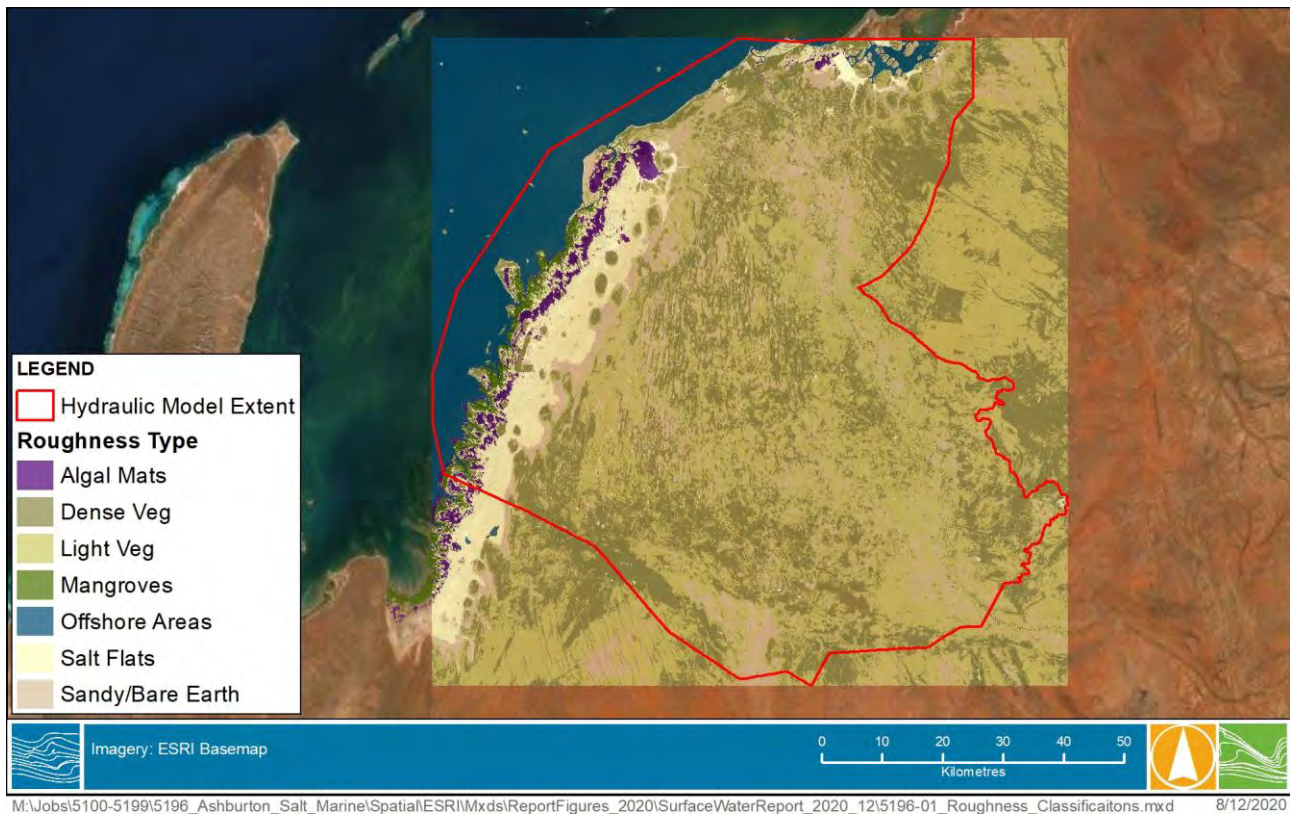 LEGEND
Hydraulic Model Extent
Roughness Type
Algal Mats
Dense Veg
Light Veg
Mangroves
Offshore Areas
Salt Flats
Sandy/Bare Earth
Imagery: ESRI Basemap
0 10 20 30 40 50
Kilometres
M:\Jobs\5100-5199\5196_Ashburton_Salt_Marine\Spatial\ESRI\Mxds\ReportFigures_2020\SurfaceWaterReport_2020_12\5196-01_Roughness_Classificaitons.mxd 8/12/2020